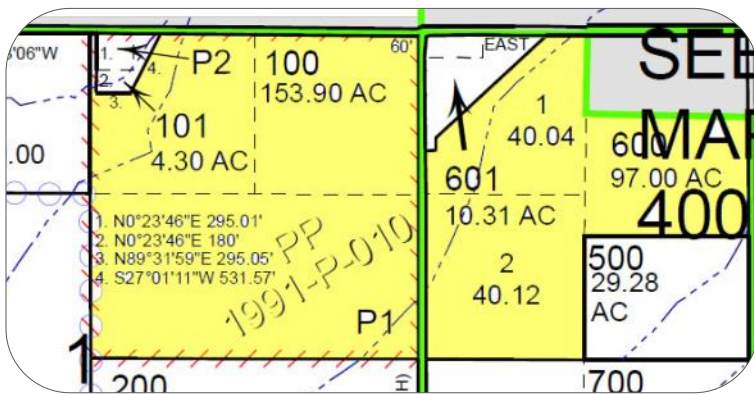 '06"W
1.
4.
P2
2.
3.
100
153.90 AC
60'
EAST
SEE
101
4.30 AC
1
40.04
MAP
600
97.00 AC
.00
601
10.31 AC
400
1. N0°23'46"E 295.01'
2. N0°23'46"E 180'
3. N89°31'59"E 295.05'
4. S27°01'11"W 531.57'
PP
1991-P-010
2
40.12
500
29.28
AC
P1
1
200
H)
700